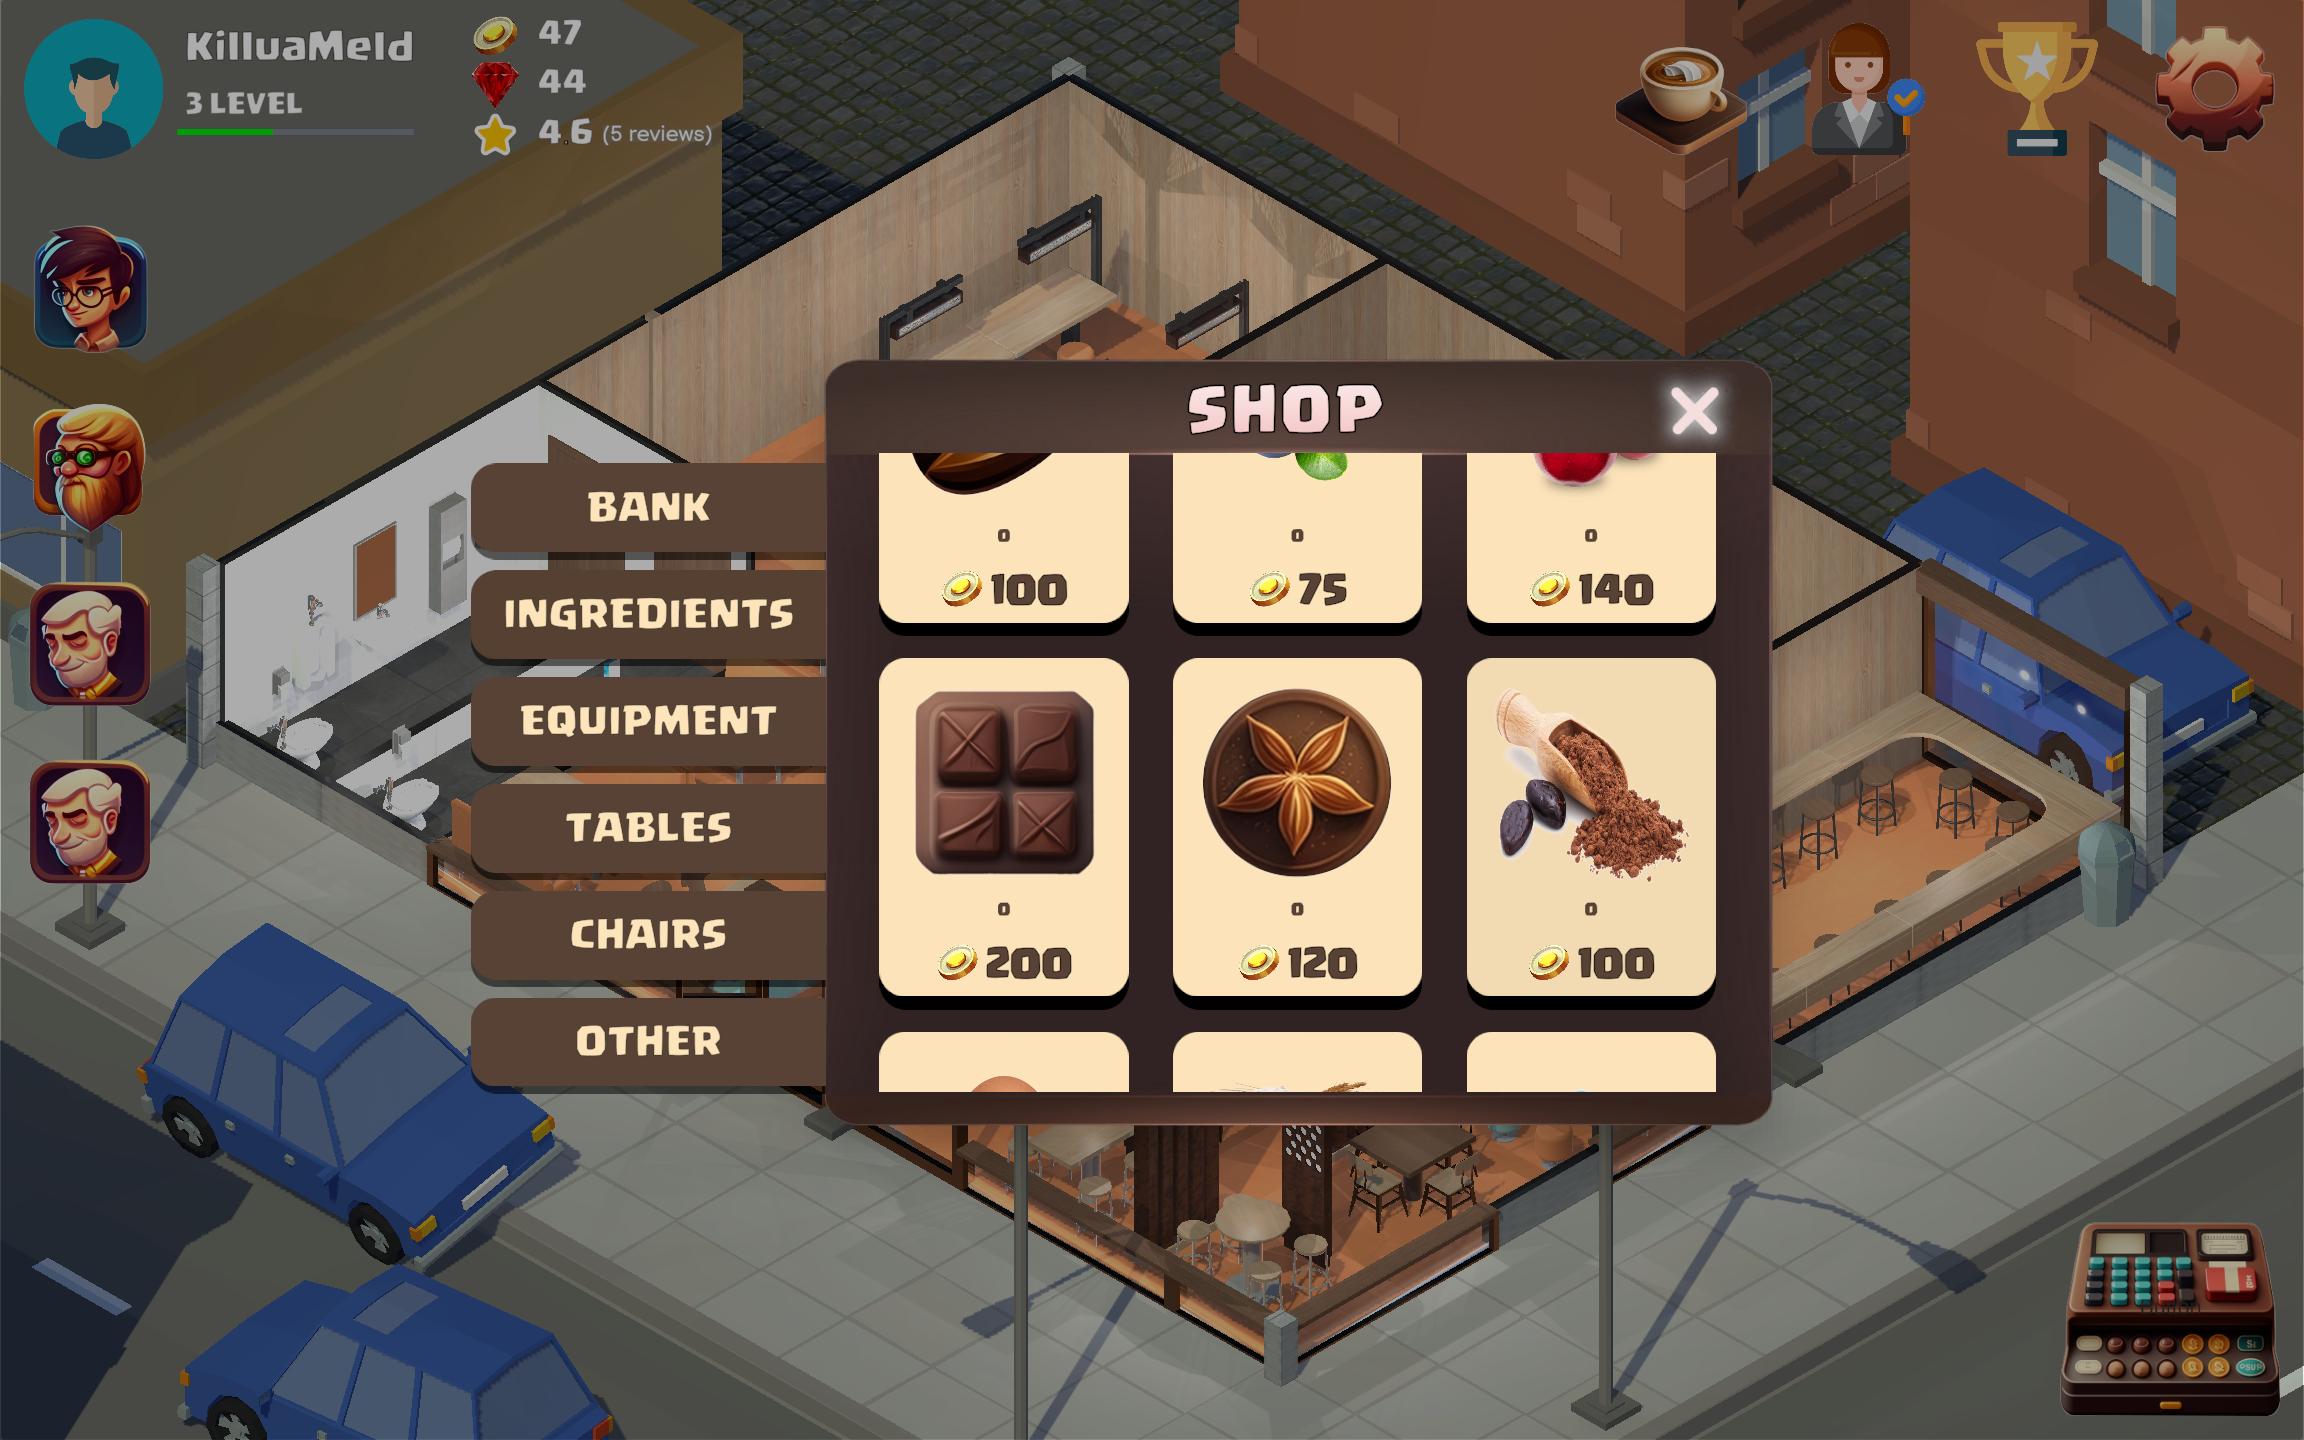 KilluaMeld
3 LEVEL
47
44
4.6 (5 reviews)
SHOP
BANK
INGREDIENTS
EQUIPMENT
TABLES
CHAIRS
OTHER
0 0 0
100 75 140
0 0 0
200 120 100